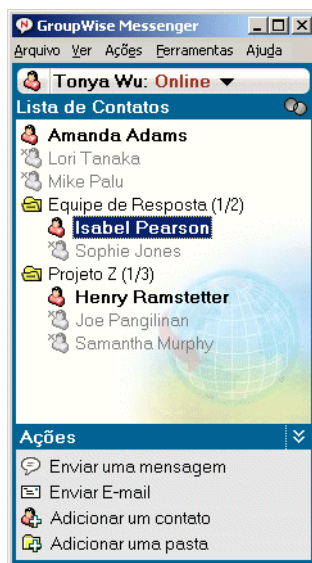 GroupWise Messenger
Arquivo Ver Ações Ferramentas Ajuda
Tonya Wu: Online
Lista de Contatos
Amanda Adams
Lori Tanaka
Mike Palu
Equipe de Resposta (1/2)
Isabel Pearson
Sophie Jones
Projeto Z (1/3)
Henry Ramstetter
Joe Pangilinan
Samantha Murphy
Ações
Enviar uma mensagem
Enviar E-mail
Adicionar um contato
Adicionar uma pasta